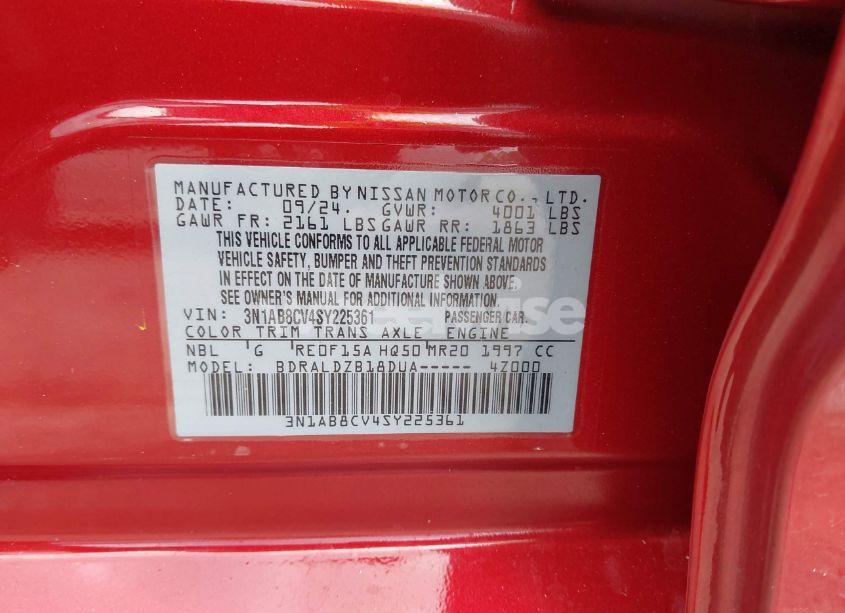 MANUFACTURED BY NISSAN MOTOR CO., LTD.
DATE: 09/24. GVWR: 4001 LBS
GAWR FR: 2161 LBS GAWR RR: 1863 LBS
THIS VEHICLE CONFORMS TO ALL APPLICABLE FEDERAL MOTOR
VEHICLE SAFETY, BUMPER AND THEFT PREVENTION STANDARDS
IN EFFECT ON THE DATE OF MANUFACTURE SHOWN ABOVE.
SEE OWNER'S MANUAL FOR ADDITIONAL INFORMATION
VIN: 3N1AB8CV4SY225361 PASSENGER CAR.
COLOR TRIM TRANS AXLE ENGINE
NBL G RE0F15A HQ50 MR20 1997 CC
MODEL: BDRALDZB18DUA----- 4Z000
3N1AB8CV4SY225361